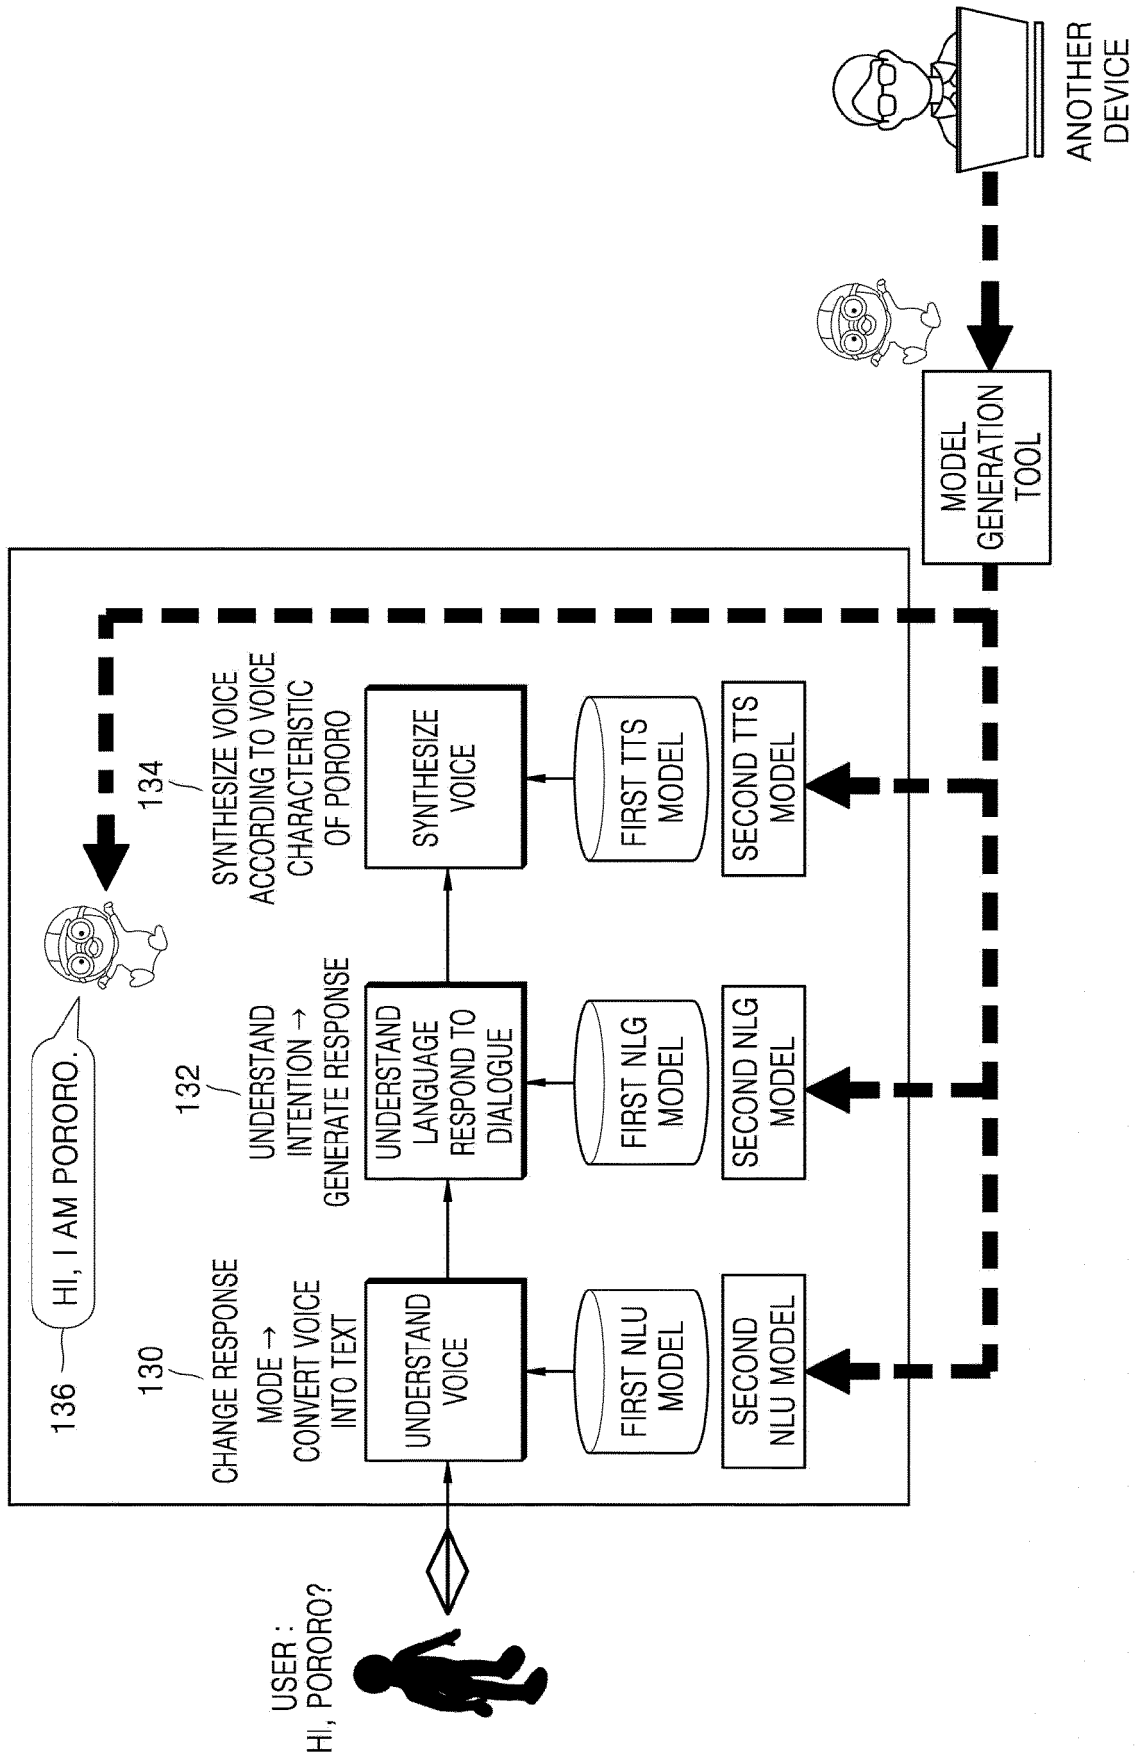 136
HI, I AM PORORO.
130
CHANGE RESPONSE
MODE →
CONVERT VOICE
INTO TEXT
132
UNDERSTAND
INTENTION →
GENERATE RESPONSE
134
SYNTHESIZE VOICE
ACCORDING TO VOICE
CHARACTERISTIC
OF PORORO
USER :
HI, PORORO?
UNDERSTAND
VOICE
UNDERSTAND
LANGUAGE
RESPOND TO
DIALOGUE
SYNTHESIZE
VOICE
FIRST NLU
MODEL
FIRST NLG
MODEL
FIRST TTS
MODEL
SECOND
NLU MODEL
SECOND NLG
MODEL
SECOND TTS
MODEL
MODEL
GENERATION
TOOL
ANOTHER
DEVICE